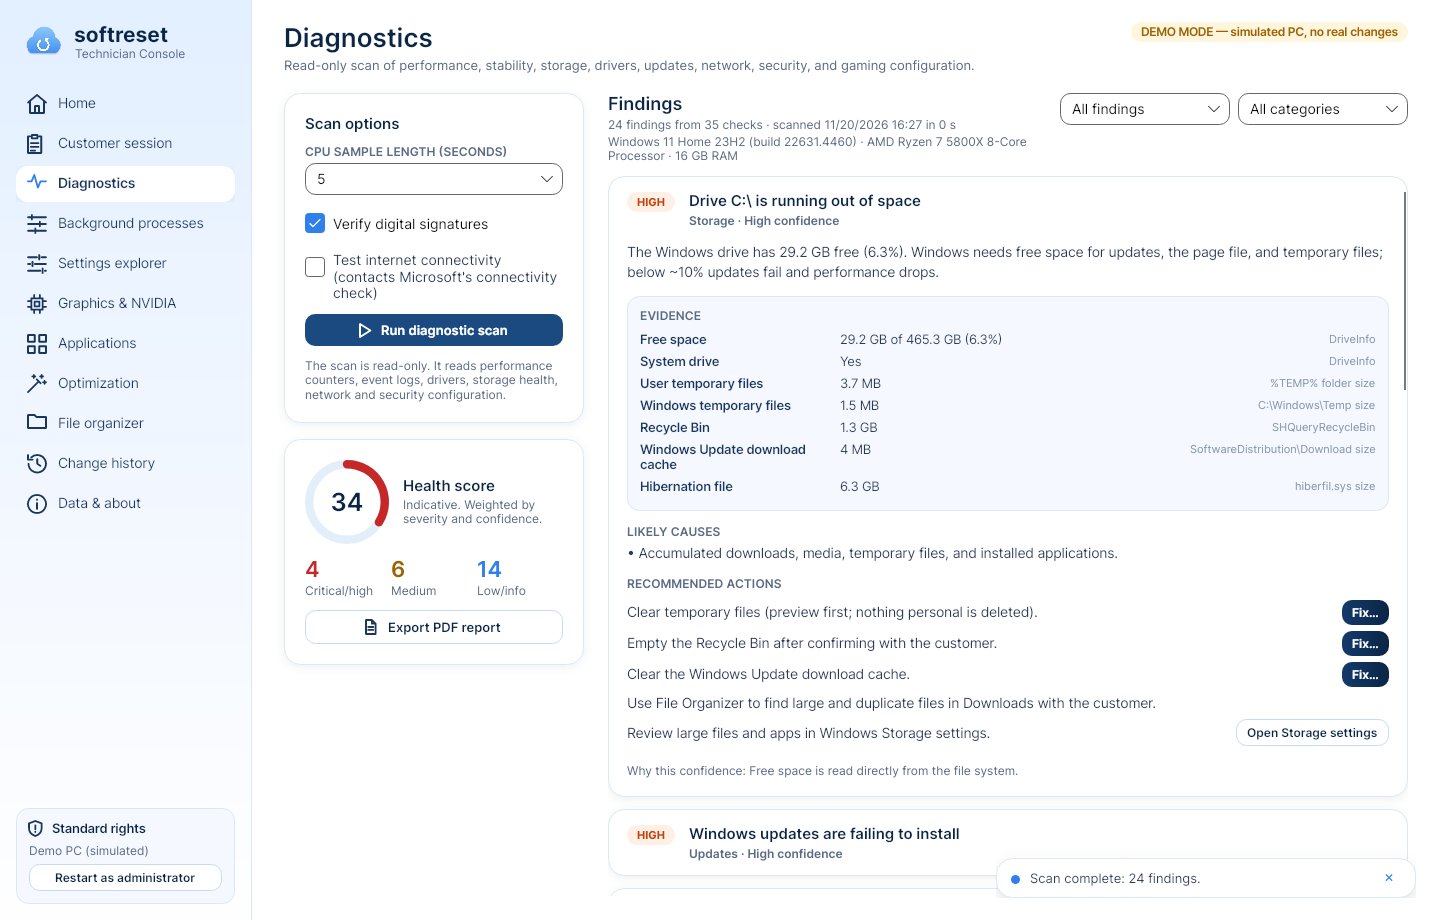 softreset
Technician Console
Home
Customer session
Diagnostics
Background processes
Settings explorer
Graphics & NVIDIA
Applications
Optimization
File organizer
Change history
Data & about
Standard rights
Demo PC (simulated)
Restart as administrator
Diagnostics
DEMO MODE — simulated PC, no real changes
Read-only scan of performance, stability, storage, drivers, updates, network, security, and gaming configuration.
Scan options
CPU SAMPLE LENGTH (SECONDS)
5
Verify digital signatures
Test internet connectivity
(contacts Microsoft's connectivity
check)
Run diagnostic scan
The scan is read-only. It reads performance
counters, event logs, drivers, storage health,
network and security configuration.
34
Health score
Indicative. Weighted by
severity and confidence.
4
Critical/high
6
Medium
14
Low/info
Export PDF report
Findings
24 findings from 35 checks · scanned 11/20/2026 16:27 in 0 s
Windows 11 Home 23H2 (build 22631.4460) · AMD Ryzen 7 5800X 8-Core
Processor · 16 GB RAM
All findings
All categories
HIGH
Drive C:\ is running out of space
Storage · High confidence
The Windows drive has 29.2 GB free (6.3%). Windows needs free space for updates, the page file, and temporary files;
below ~10% updates fail and performance drops.
EVIDENCE
Free space 29.2 GB of 465.3 GB (6.3%) DriveInfo
System drive Yes DriveInfo
User temporary files 3.7 MB %TEMP% folder size
Windows temporary files 1.5 MB C:\Windows\Temp size
Recycle Bin 1.3 GB SHQueryRecycleBin
Windows Update download 4 MB SoftwareDistribution\Download size
cache
Hibernation file 6.3 GB hiberfil.sys size
LIKELY CAUSES
• Accumulated downloads, media, temporary files, and installed applications.
RECOMMENDED ACTIONS
Clear temporary files (preview first; nothing personal is deleted). Fix...
Empty the Recycle Bin after confirming with the customer. Fix...
Clear the Windows Update download cache. Fix...
Use File Organizer to find large and duplicate files in Downloads with the customer.
Review large files and apps in Windows Storage settings. Open Storage settings
Why this confidence: Free space is read directly from the file system.
HIGH
Windows updates are failing to install
Updates · High confidence
Scan complete: 24 findings.